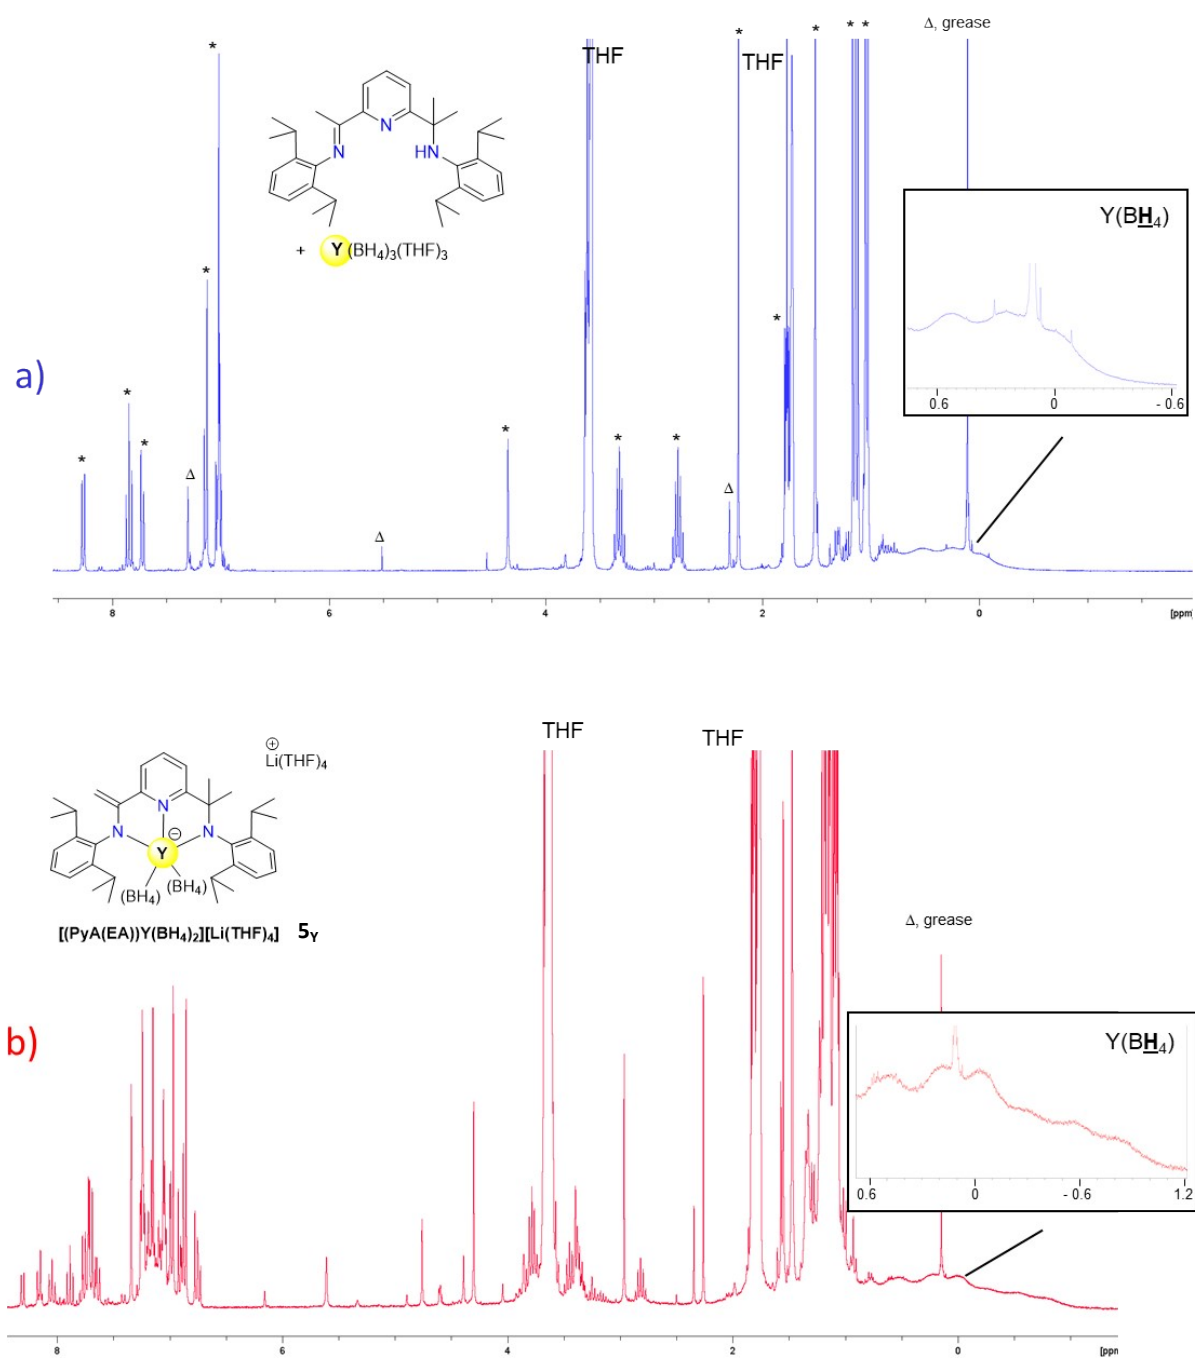 Δ, grease
* THF * THF * * *
N
N
HN
+ Y(BH4)3(THF)3
Y(BH4)
0.6 0 - 0.6
a)
*
*
*
*
Δ
*
*
*
Δ
*
8 6 4 2 0 [ppm]
THF
THF
⊕
Li(THF)4
N
N
N
⊖
Y
(BH4)
(BH4)
[(PyA(EA))Y(BH4)2][Li(THF)4] 5Y
Δ, grease
Y(BH4)
0.6 0 - 0.6 1.2
b)
8 6 4 2 0 [ppm